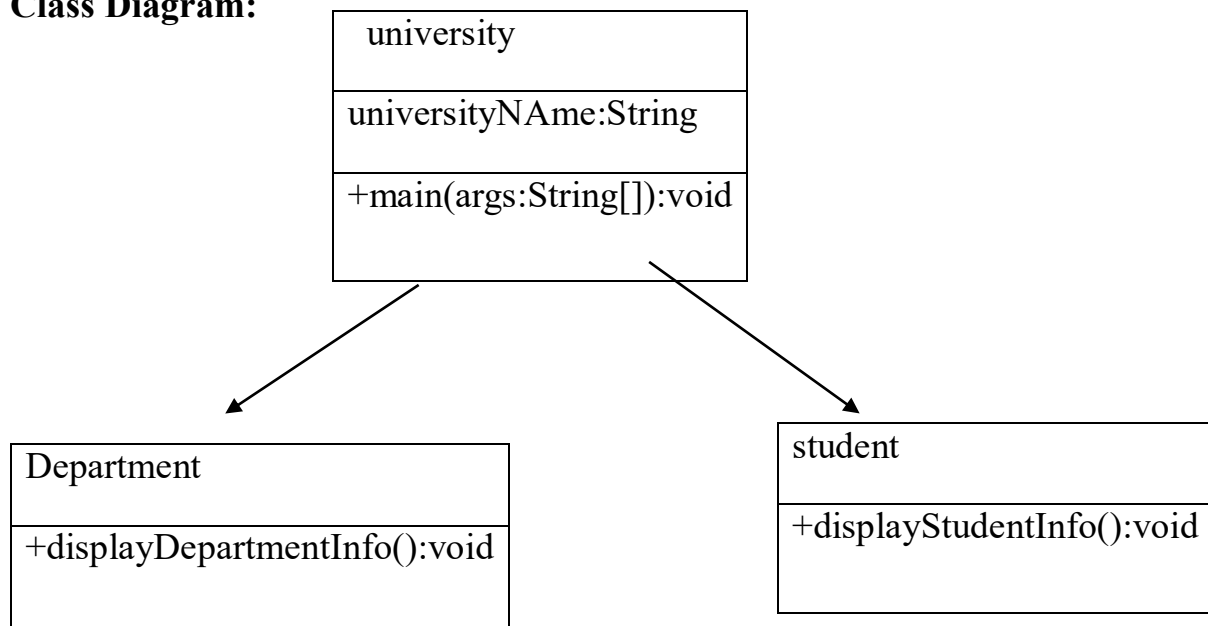 Class Diagram:
university
universityNAme:String
+main(args:String[]):void
Department
+displayDepartmentInfo():void
student
+displayStudentInfo():void